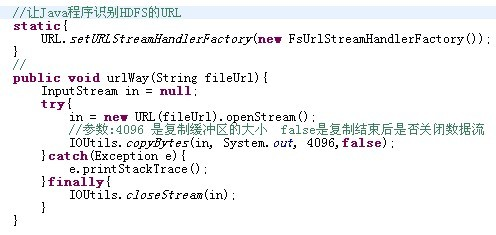 //让Java程序识别HDFS的URL
static{
URL.setURLStreamHandlerFactory(new FsUrlStreamHandlerFactory());
}
//
public void urlWay(String fileUrl){
InputStream in = null;
try{
in = new URL(fileUrl).openStream();
//参数:4096 是复制缓冲区的大小 false是复制结束后是否关闭数据流
IOUtils.copyBytes(in, System.out, 4096,false);
}catch(Exception e){
e.printStackTrace();
}finally{
IOUtils.closeStream(in);
}
}